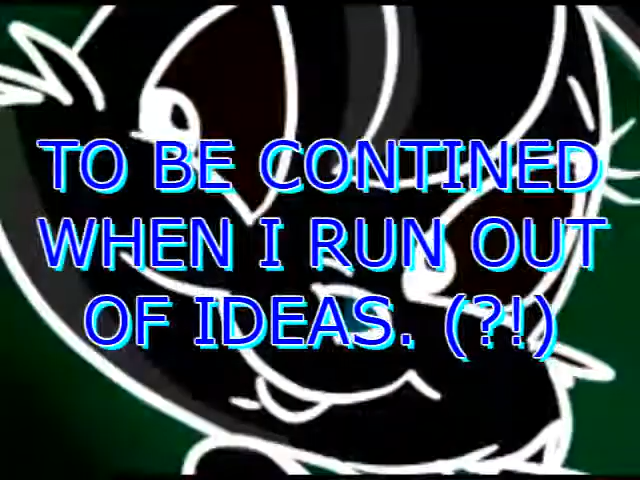 TO BE CONTINED
WHEN I RUN OUT
OF IDEAS. (?!)